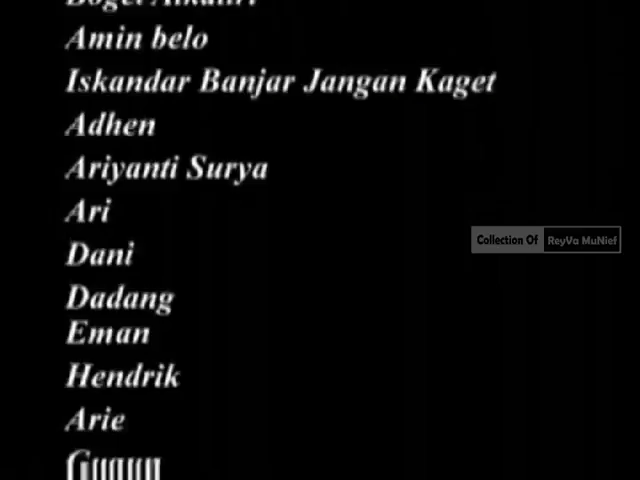 Amin belo
Iskandar Banjar Jangan Kaget
Adhen
Ariyanti Surya
Ari
Dani
Collection Of ReyVa MuNief
Dadang
Eman
Hendrik
Arie